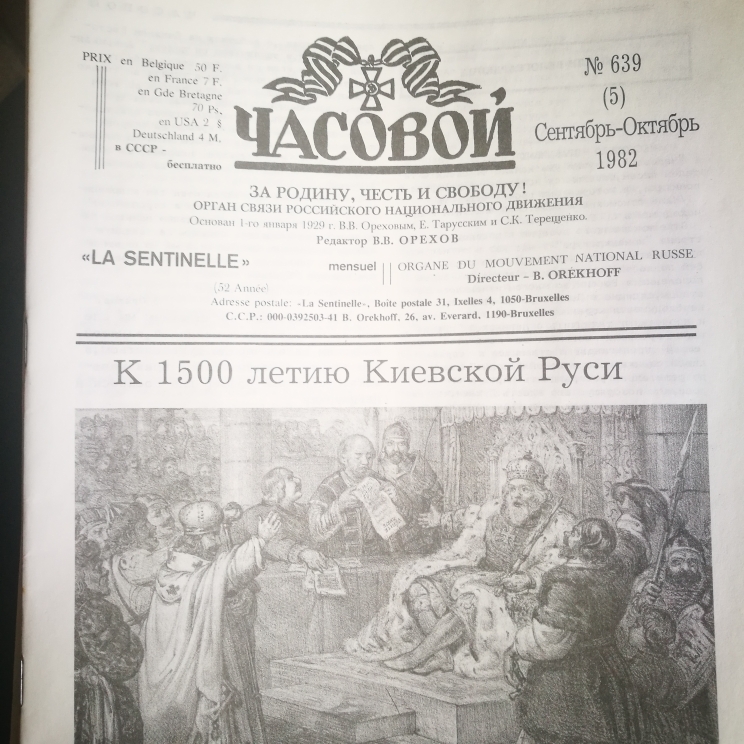 PRIX en Belgique 50 F.
en France 7 F.
en Gde Bretagne
70 Ps.
en USA 2 $
Deutschland 4 M.
в СССР -
бесплатно
ЧАСОВОЙ
№ 639
(5)
Сентябрь-Октябрь
1982
ЗА РОДИНУ, ЧЕСТЬ И СВОБОДУ!
ОРГАН СВЯЗИ РОССИЙСКОГО НАЦИОНАЛЬНОГО ДВИЖЕНИЯ
Основан 1-го января 1929 г. В.В. Ореховым, Е. Тарусским и С.К. Терещенко.
Редактор В.В. ОРЕХОВ
«LA SENTINELLE»
mensuel
ORGANE DU MOUVEMENT NATIONAL RUSSE
Directeur – B. OREKHOFF
(52 Année)
Adresse postale: «La Sentinelle», Boîte postale 31, Ixelles 4, 1050-Bruxelles
C.C.P.: 000-0392503-41 B. Orekhoff, 26, av. Everard, 1190-Bruxelles
К 1500 летию Киевской Руси